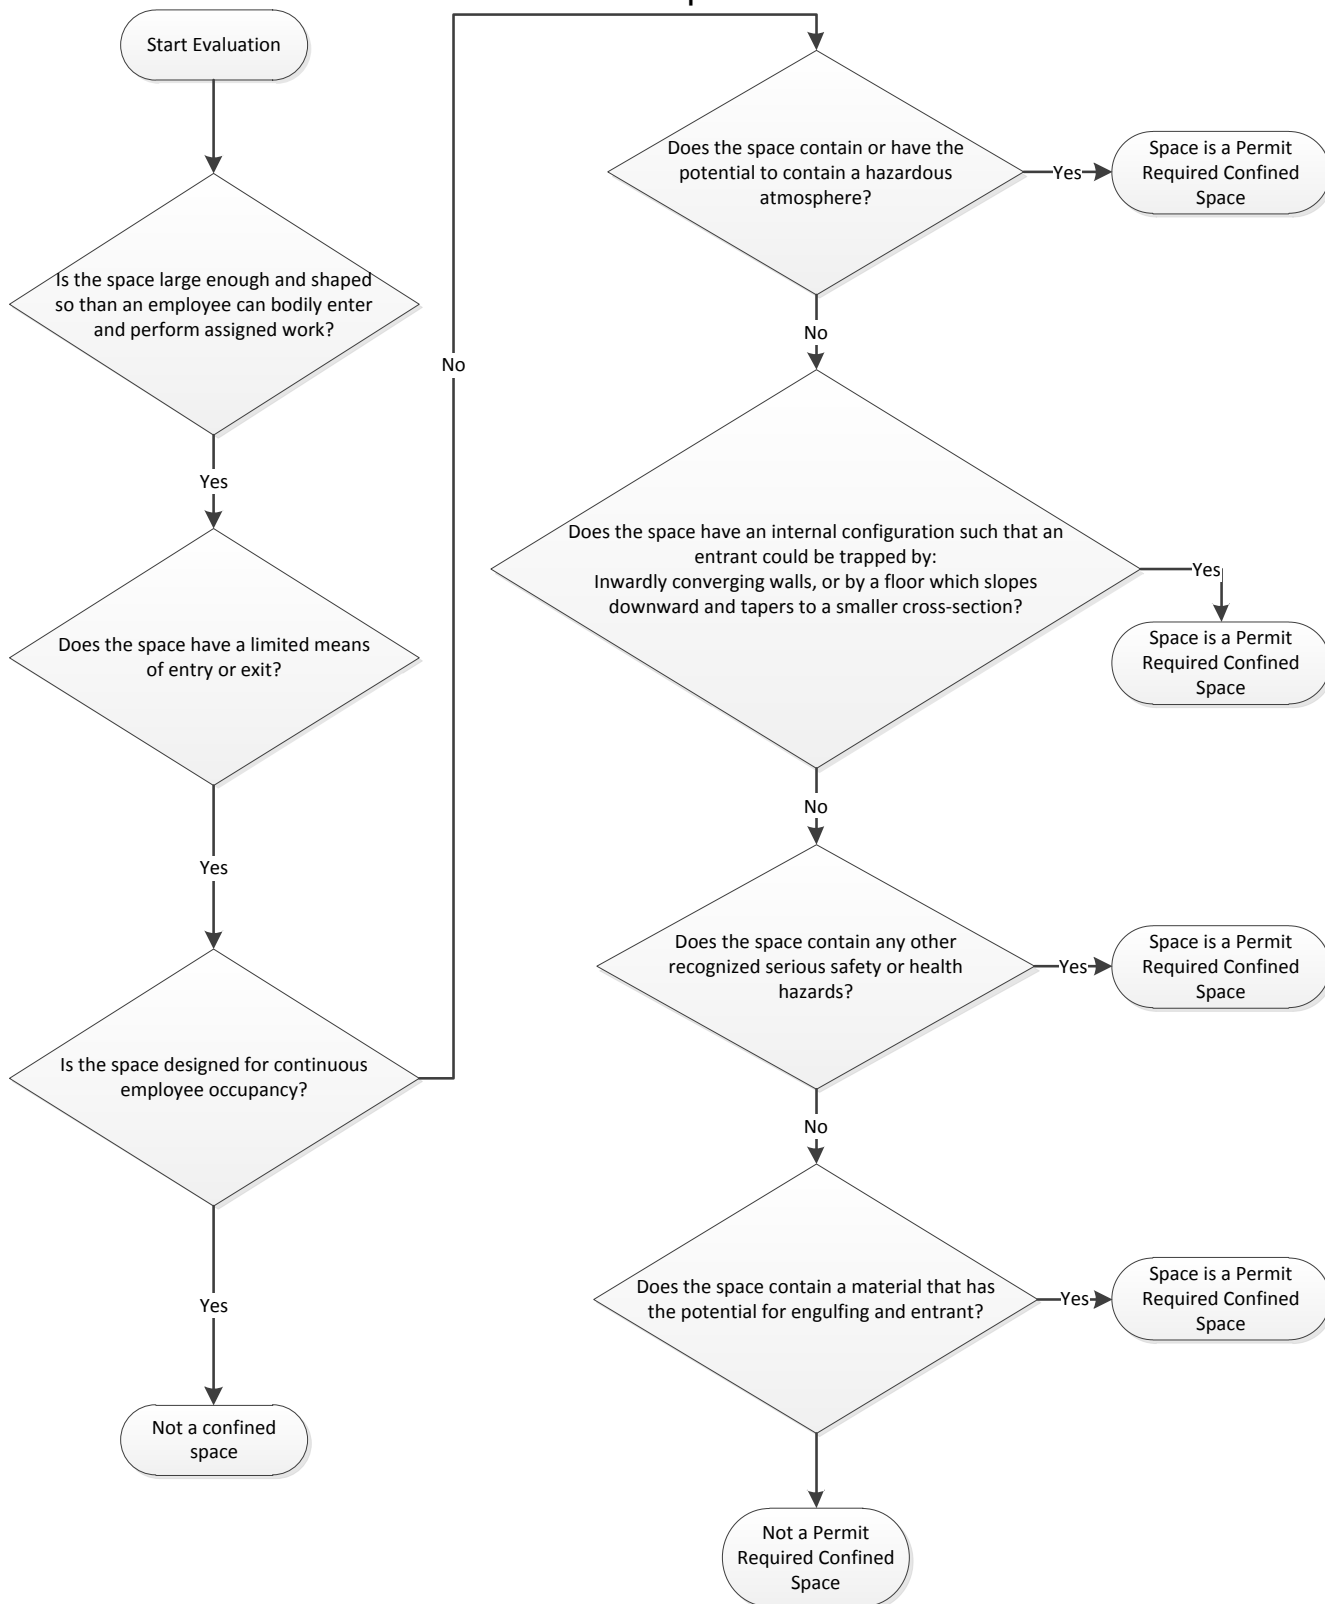 Start Evaluation
Is the space large enough and shaped
so than an employee can bodily enter
and perform assigned work?
Yes
Does the space have a limited means
of entry or exit?
Yes
Is the space designed for continuous
employee occupancy?
Yes
Not a confined
space
No
Does the space contain or have the
potential to contain a hazardous
atmosphere?
Yes
Space is a Permit
Required Confined
Space
No
Does the space have an internal configuration such that an
entrant could be trapped by:
Inwardly converging walls, or by a floor which slopes
downward and tapers to a smaller cross-section?
Yes
Space is a Permit
Required Confined
Space
No
Does the space contain any other
recognized serious safety or health
hazards?
Yes
Space is a Permit
Required Confined
Space
No
Does the space contain a material that has
the potential for engulfing and entrant?
Yes
Space is a Permit
Required Confined
Space
Not a Permit
Required Confined
Space